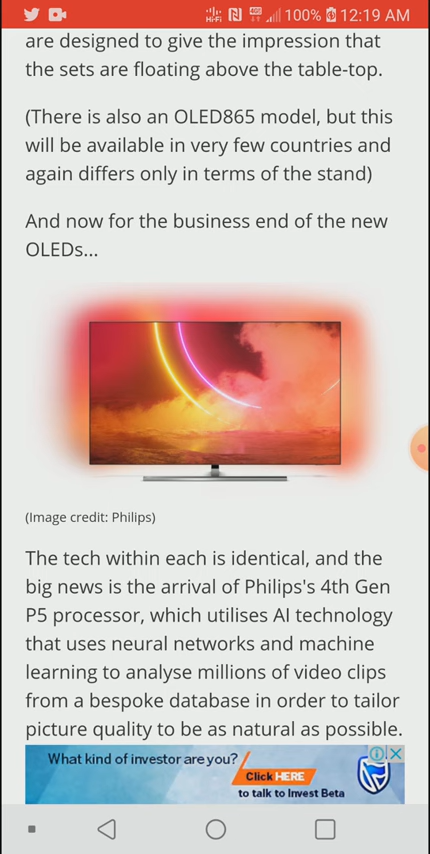 100% 12:19 AM
are designed to give the impression that
the sets are floating above the table-top.
(There is also an OLED865 model, but this
will be available in very few countries and
again differs only in terms of the stand)
And now for the business end of the new
OLEDs...
(Image credit: Philips)
The tech within each is identical, and the
big news is the arrival of Philips's 4th Gen
P5 processor, which utilises AI technology
that uses neural networks and machine
learning to analyse millions of video clips
from a bespoke database in order to tailor
picture quality to be as natural as possible.
What kind of investor are you?
Click HERE
to talk to Invest Beta